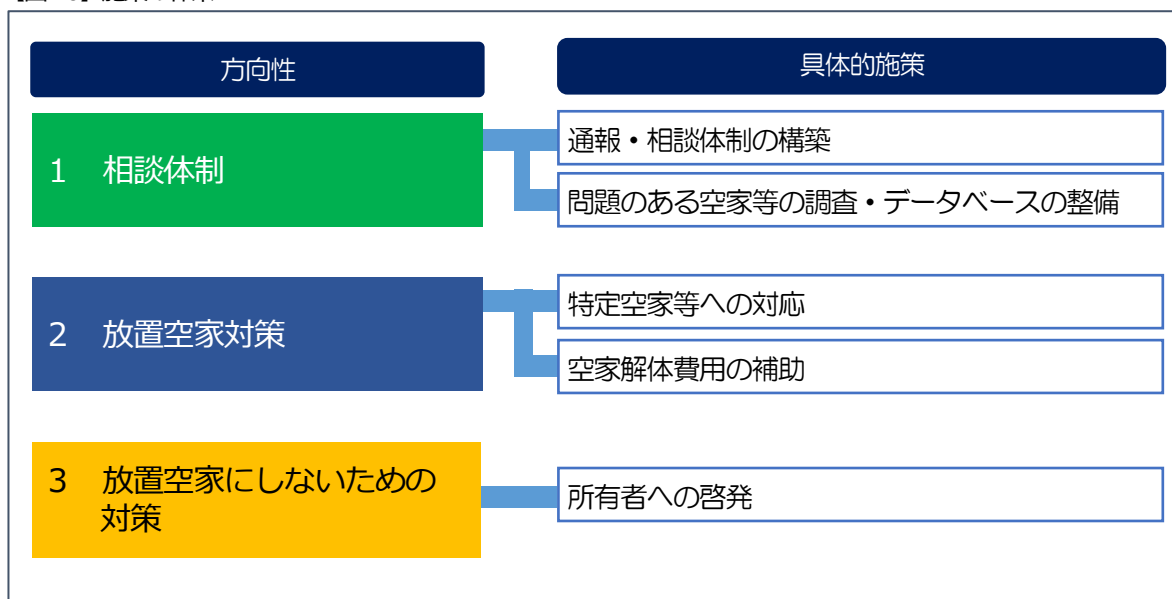 方向性
具体的施策
1 相談体制
通報・相談体制の構築
問題のある空家等の調査・データベースの整備
2 放置空家対策
特定空家等への対応
空家解体費用の補助
3 放置空家にしないための
対策
所有者への啓発